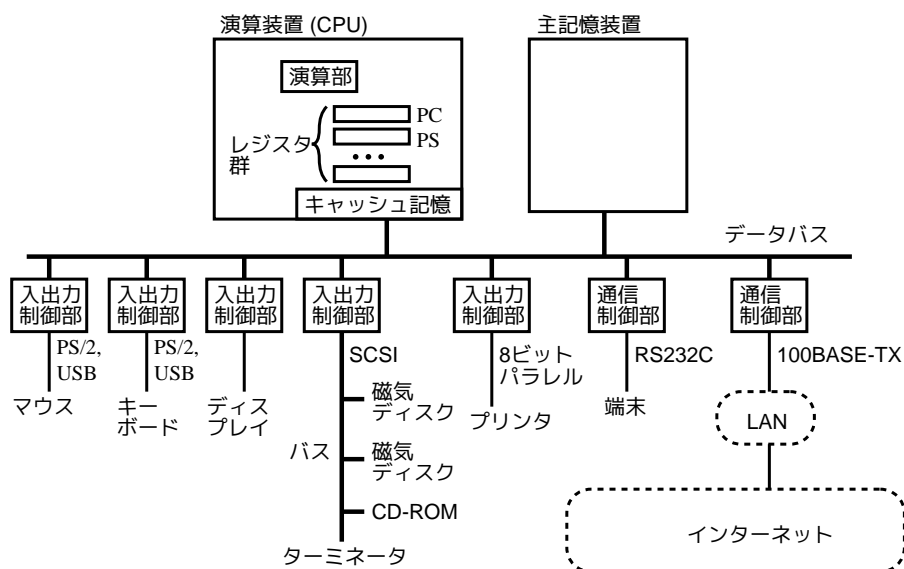 演算装置 (CPU)
主記憶装置
演算部
PC
PS
レジスタ
群
キャッシュ記憶
データバス
入出力
制御部
入出力
制御部
入出力
制御部
入出力
制御部
入出力
制御部
通信
制御部
通信
制御部
PS/2,
USB
PS/2,
USB
SCSI
8ビット
パラレル
RS232C
100BASE-TX
マウス
キー
ボード
ディス
プレイ
磁気
ディスク
プリンタ
端末
LAN
バス
磁気
ディスク
CD-ROM
ターミネータ
インターネット